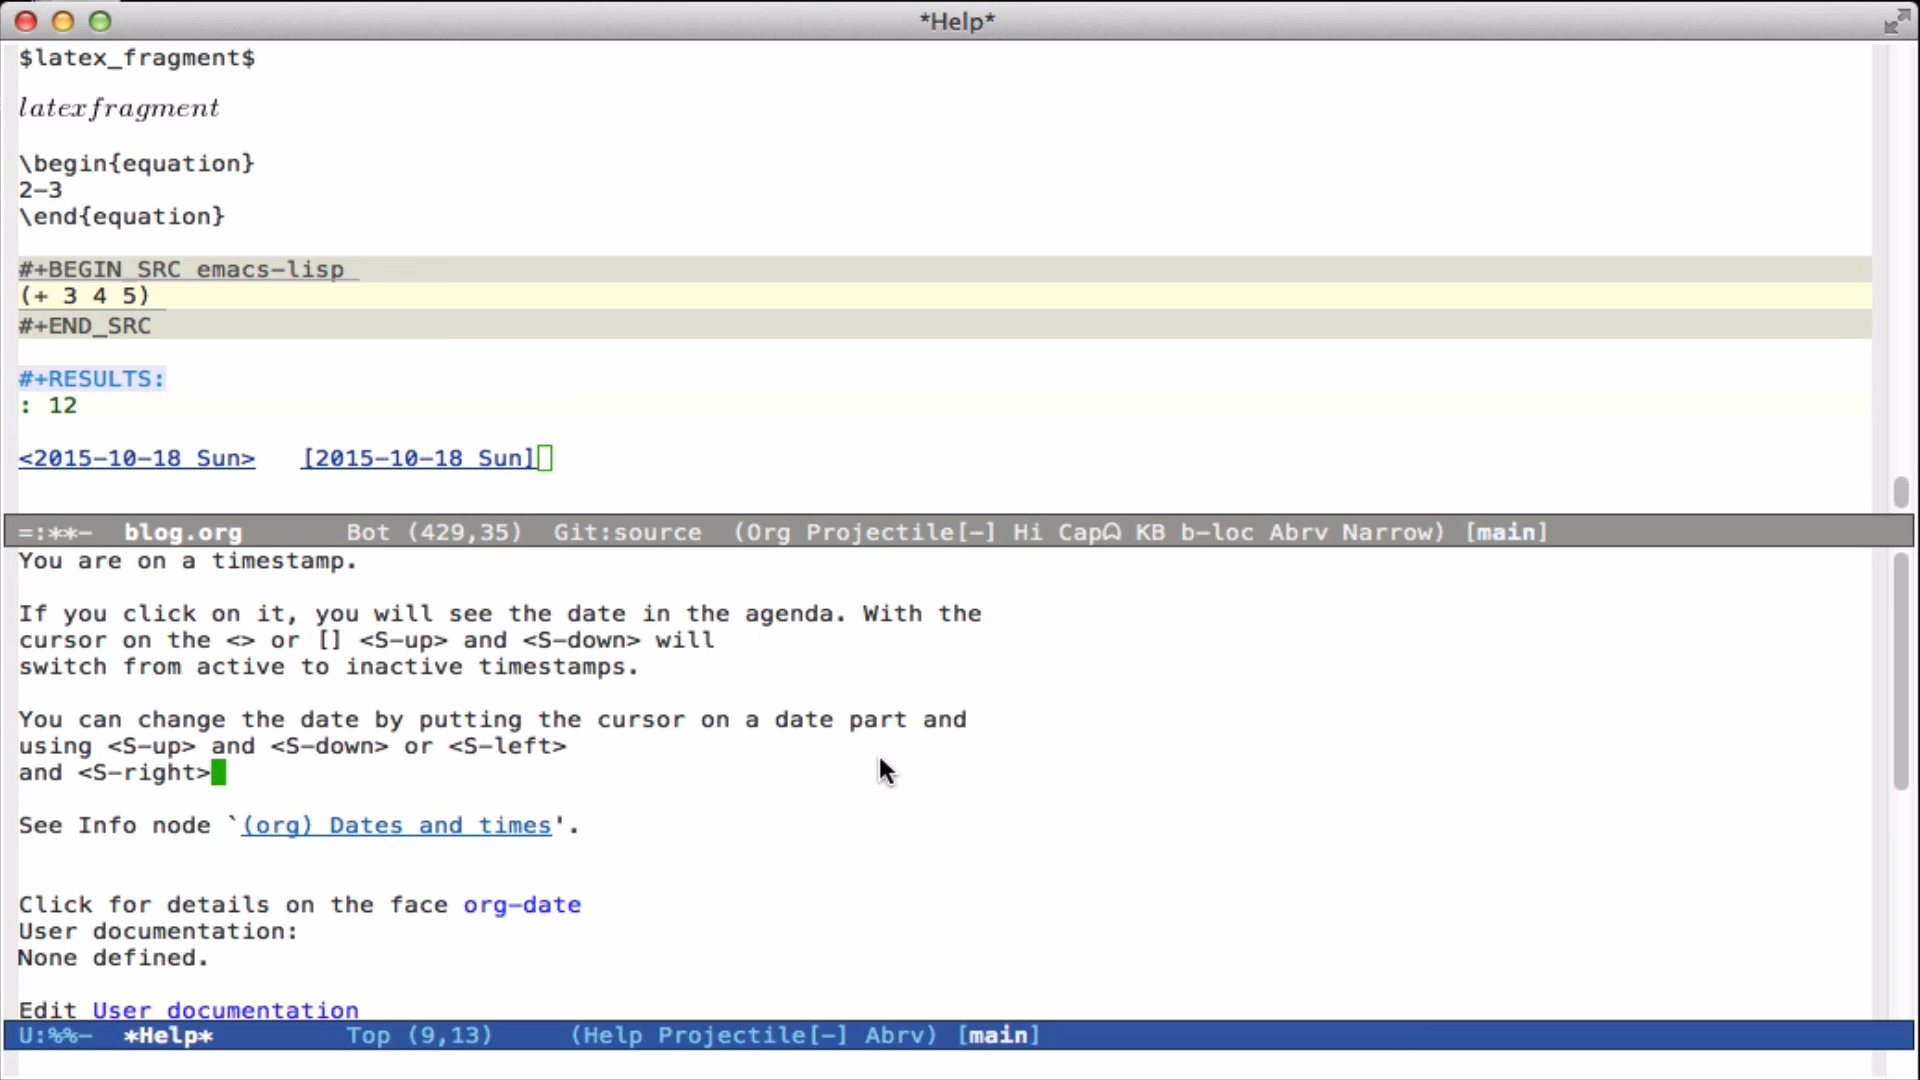 *Help*
$latex_fragment$
latexfragment
\begin{equation}
2-3
\end{equation}
#+BEGIN_SRC emacs-lisp
(+ 3 4 5)
#+END_SRC
#+RESULTS:
: 12
<2015-10-18 Sun>   [2015-10-18 Sun]
=:**-  blog.org       Bot (429,35)  Git:source  (Org Projectile[-] Hi Capᗝ KB b-loc Abrv Narrow) [main]
You are on a timestamp.
If you click on it, you will see the date in the agenda. With the
cursor on the <> or [] <S-up> and <S-down> will
switch from active to inactive timestamps.
You can change the date by putting the cursor on a date part and
using <S-up> and <S-down> or <S-left>
and <S-right>
See Info node `(org) Dates and times'.
Click for details on the face org-date
User documentation:
None defined.
Edit User documentation
U:%%-  *Help*         Top (9,13)     (Help Projectile[-] Abrv) [main]